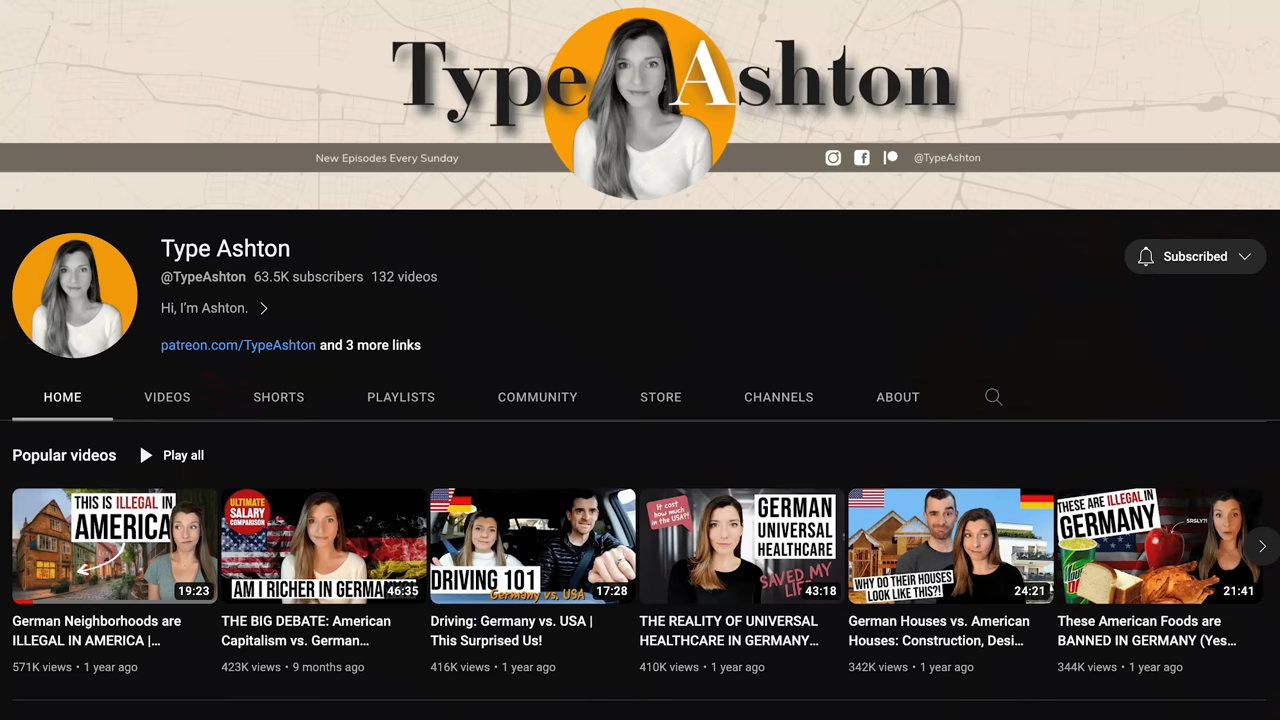 Type Ashton
New Episodes Every Sunday
@TypeAshton
Type Ashton
@TypeAshton 63.5K subscribers 132 videos
Hi, I'm Ashton.
patreon.com/TypeAshton and 3 more links
Subscribed
HOME VIDEOS SHORTS PLAYLISTS COMMUNITY STORE CHANNELS ABOUT
Popular videos Play all
THIS IS ILLEGAL IN
AMERICA
19:23
German Neighborhoods are
ILLEGAL IN AMERICA |...
571K views • 1 year ago
ULTIMATE
SALARY
COMPARISON
AM I RICHER IN GERMA
46:35
THE BIG DEBATE: American
Capitalism vs. German...
423K views • 9 months ago
DRIVING 101
Germany vs. USA
17:28
Driving: Germany vs. USA |
This Surprised Us!
416K views • 1 year ago
It cost
how much
in the USA?!
GERMAN
UNIVERSAL
HEALTHCARE
SAVED MY
LIF
43:18
THE REALITY OF UNIVERSAL
HEALTHCARE IN GERMANY...
410K views • 1 year ago
WHY DO THEIR HOUSES
LOOK LIKE THIS?!
24:21
German Houses vs. American
Houses: Construction, Desi...
342K views • 1 year ago
THESE ARE ILLEGAL IN
GERMANY
SRSLY?!
21:41
These American Foods are
BANNED IN GERMANY (Yes...
344K views • 1 year ago